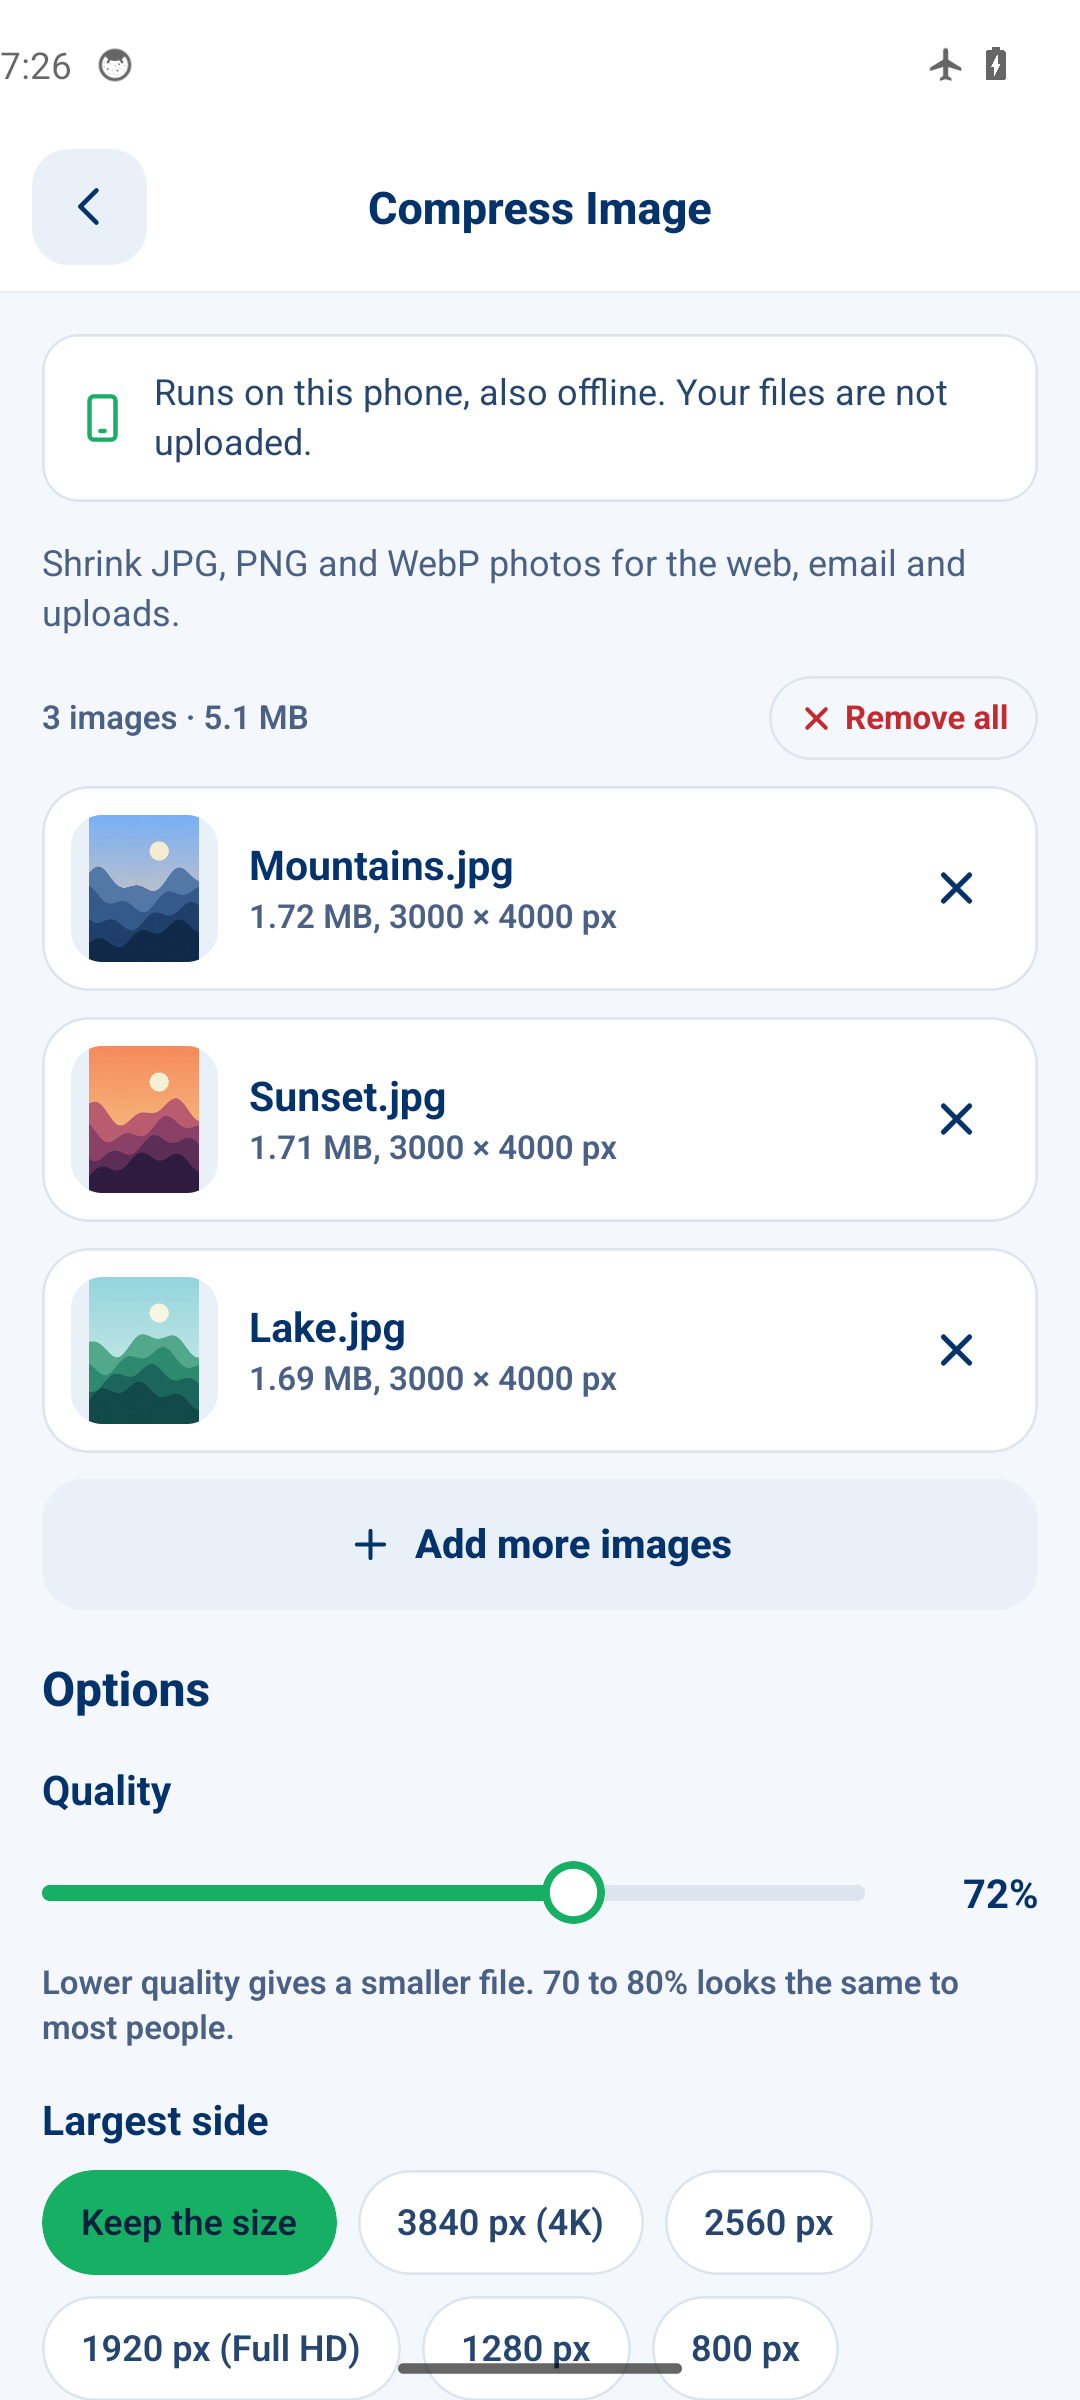 7:26
Compress Image
Runs on this phone, also offline. Your files are not
uploaded.
Shrink JPG, PNG and WebP photos for the web, email and
uploads.
3 images · 5.1 MB
Remove all
Mountains.jpg
1.72 MB, 3000 × 4000 px
Sunset.jpg
1.71 MB, 3000 × 4000 px
Lake.jpg
1.69 MB, 3000 × 4000 px
Add more images
Options
Quality
72%
Lower quality gives a smaller file. 70 to 80% looks the same to
most people.
Largest side
Keep the size
3840 px (4K)
2560 px
1920 px (Full HD)
1280 px
800 px